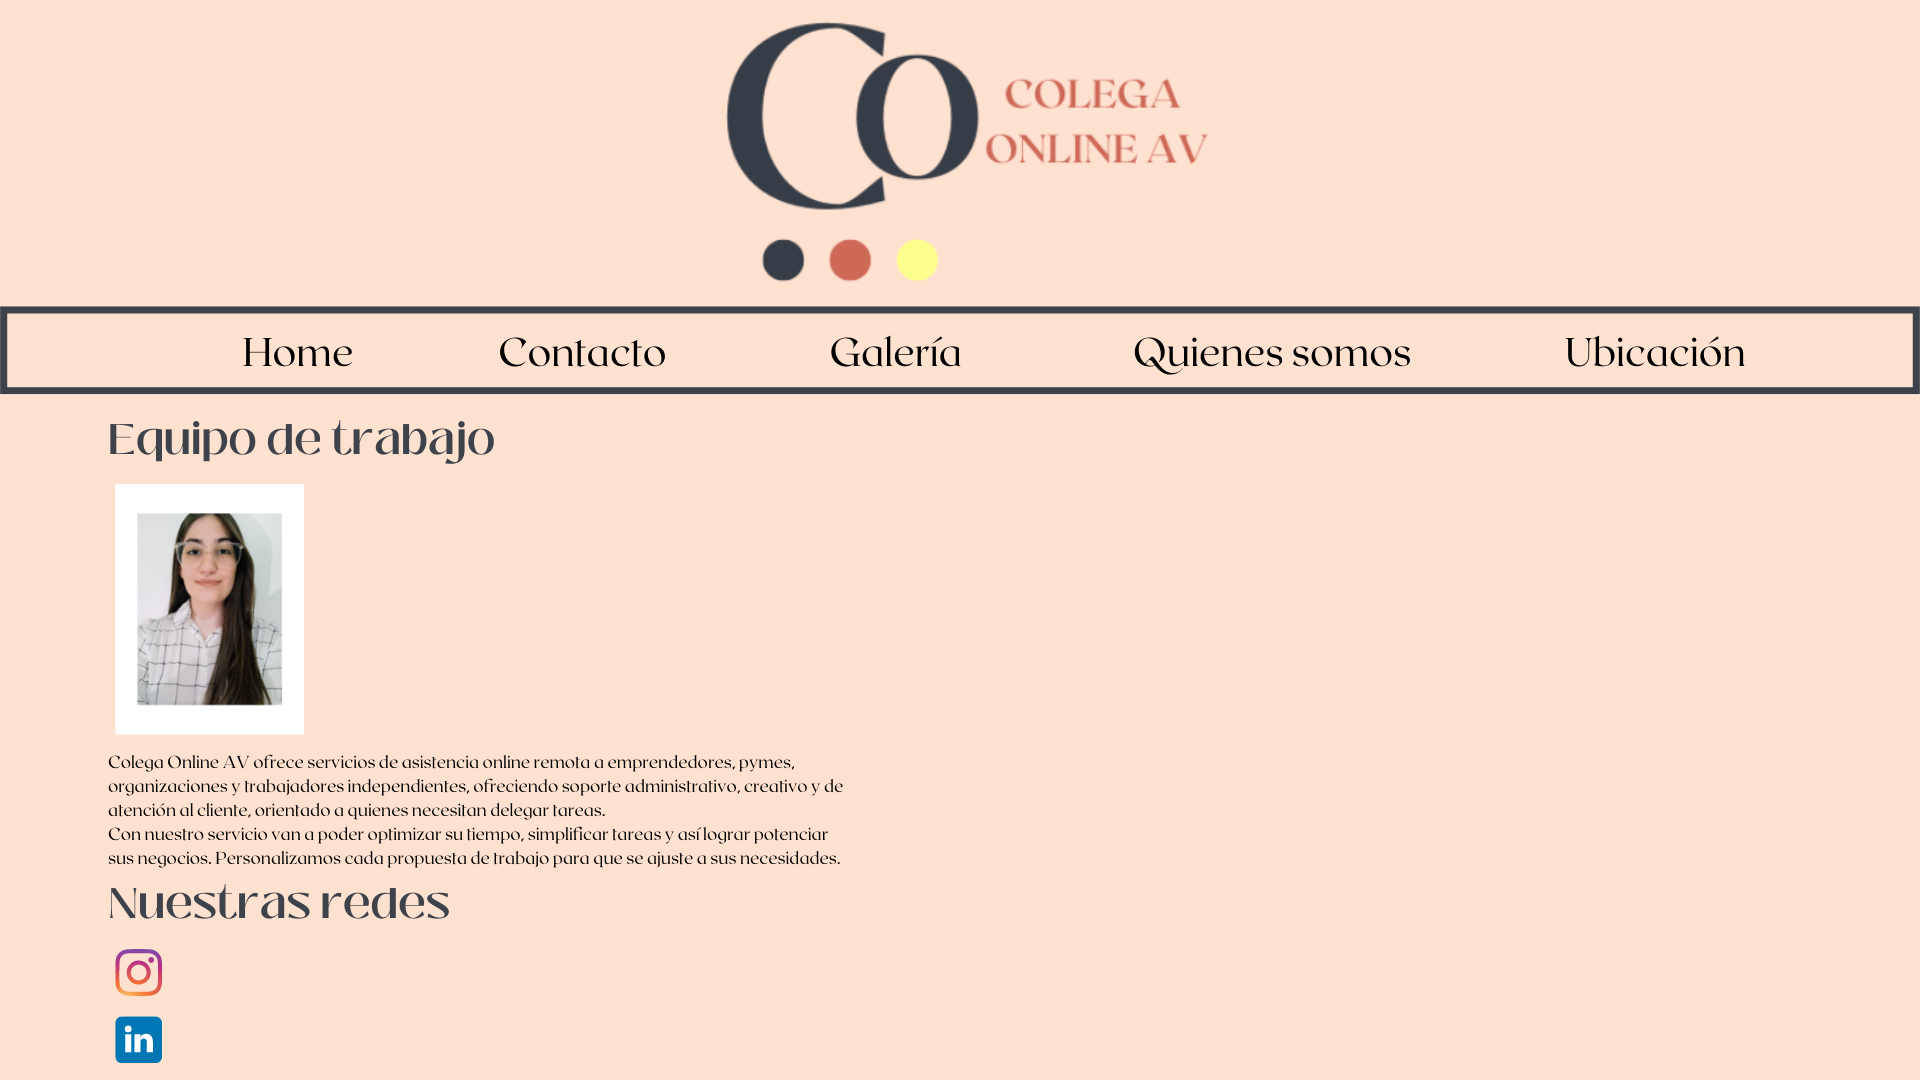 Co
COLEGA
ONLINE AV
Home Contacto Galería Quienes somos Ubicación
Equipo de trabajo
Colega Online AV ofrece servicios de asistencia online remota a emprendedores, pymes,
organizaciones y trabajadores independientes, ofreciendo soporte administrativo, creativo y de
atención al cliente, orientado a quienes necesitan delegar tareas.
Con nuestro servicio van a poder optimizar su tiempo, simplificar tareas y así lograr potenciar
sus negocios. Personalizamos cada propuesta de trabajo para que se ajuste a sus necesidades.
Nuestras redes
in